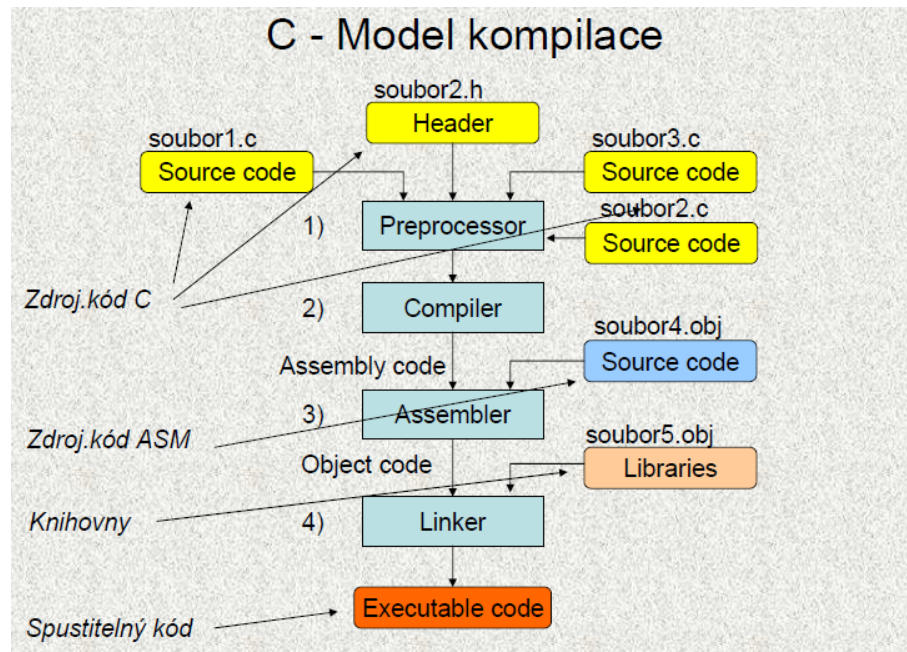 C - Model kompilace
soubor2.h
Header
soubor1.c
Source code
soubor3.c
Source code
1)
Preprocessor
soubor2.c
Source code
Zdroj.kód C
2)
Compiler
soubor4.obj
Source code
Assembly code
3)
Assembler
Zdroj.kód ASM
soubor5.obj
Libraries
Object code
Knihovny
4)
Linker
Executable code
Spustitelný kód